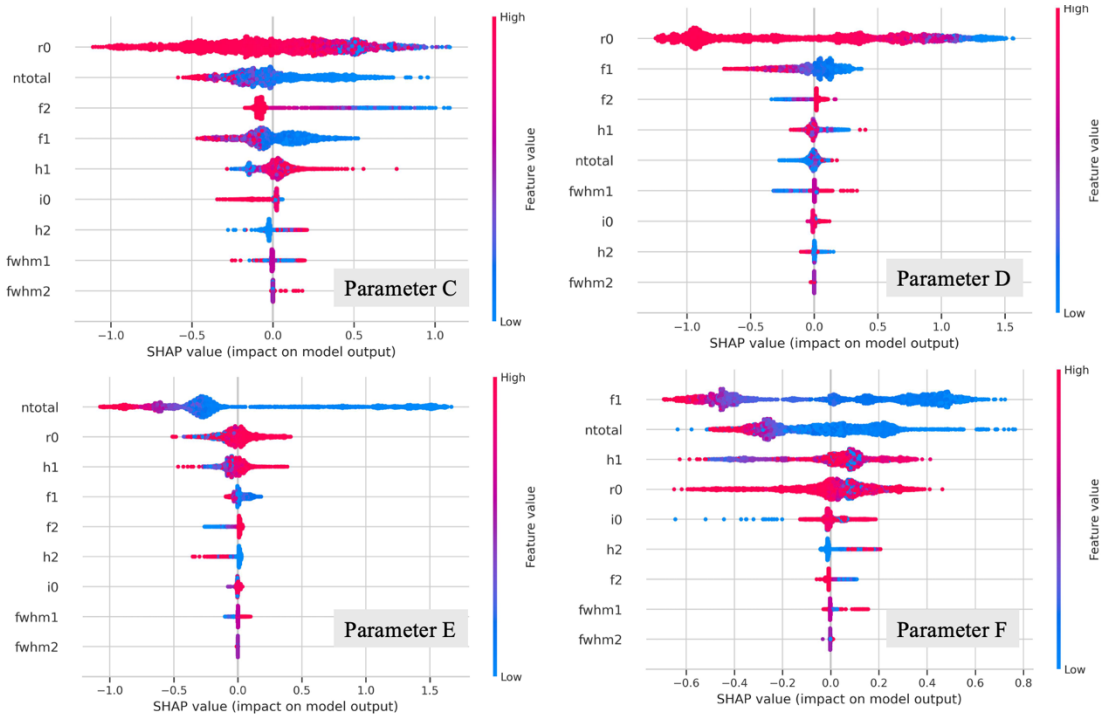 High
r0
ntotal
f2
f1
h1
i0
h2
fwhm1
fwhm2
Feature value
Low
Parameter C
−1.0 −0.5 0.0 0.5 1.0
SHAP value (impact on model output)
High
r0
f1
f2
h1
ntotal
fwhm1
i0
h2
fwhm2
Feature value
Low
Parameter D
−1.0 −0.5 0.0 0.5 1.0 1.5
SHAP value (impact on model output)
High
ntotal
r0
h1
f1
f2
h2
i0
fwhm1
fwhm2
Feature value
Low
Parameter E
−1.0 −0.5 0.0 0.5 1.0 1.5
SHAP value (impact on model output)
High
f1
ntotal
h1
r0
i0
h2
f2
fwhm1
fwhm2
Feature value
Low
Parameter F
−0.6 −0.4 −0.2 0.0 0.2 0.4 0.6 0.8
SHAP value (impact on model output)